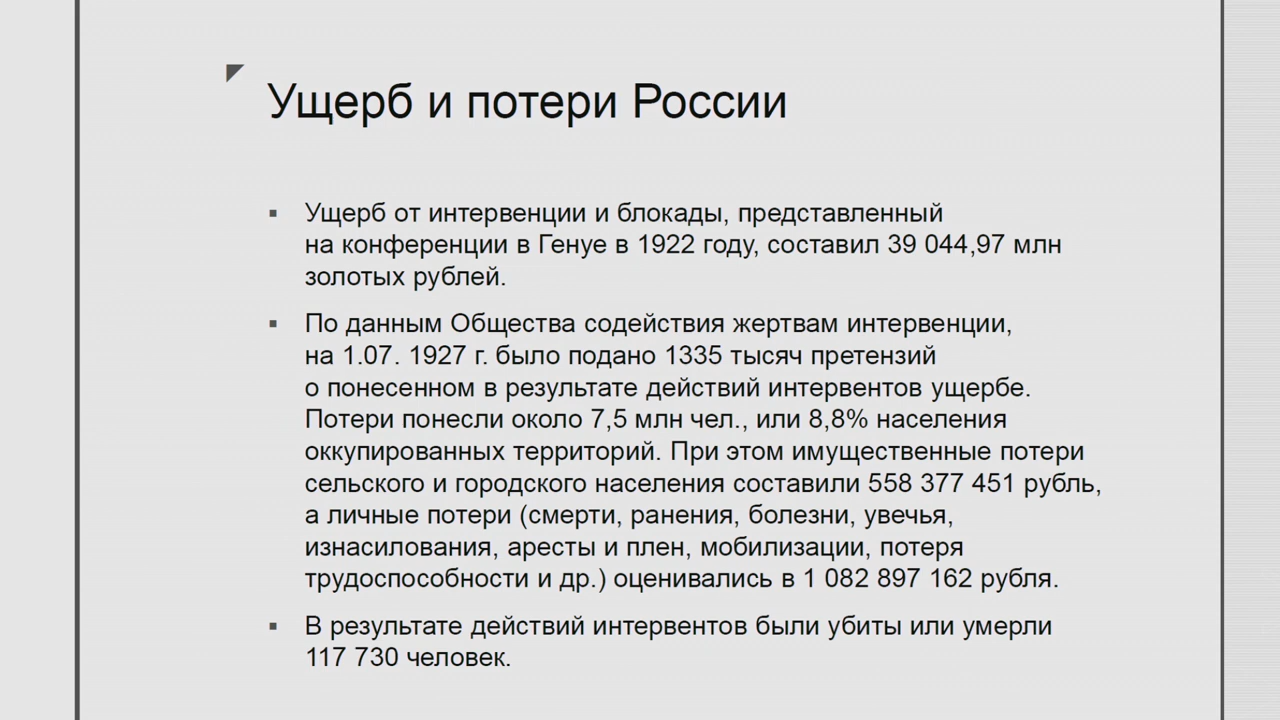 Ущерб и потери России
▪ Ущерб от интервенции и блокады, представленный
на конференции в Генуе в 1922 году, составил 39 044,97 млн
золотых рублей.
▪ По данным Общества содействия жертвам интервенции,
на 1.07. 1927 г. было подано 1335 тысяч претензий
о понесенном в результате действий интервентов ущербе.
Потери понесли около 7,5 млн чел., или 8,8% населения
оккупированных территорий. При этом имущественные потери
сельского и городского населения составили 558 377 451 рубль,
а личные потери (смерти, ранения, болезни, увечья,
изнасилования, аресты и плен, мобилизации, потеря
трудоспособности и др.) оценивались в 1 082 897 162 рубля.
▪ В результате действий интервентов были убиты или умерли
117 730 человек.